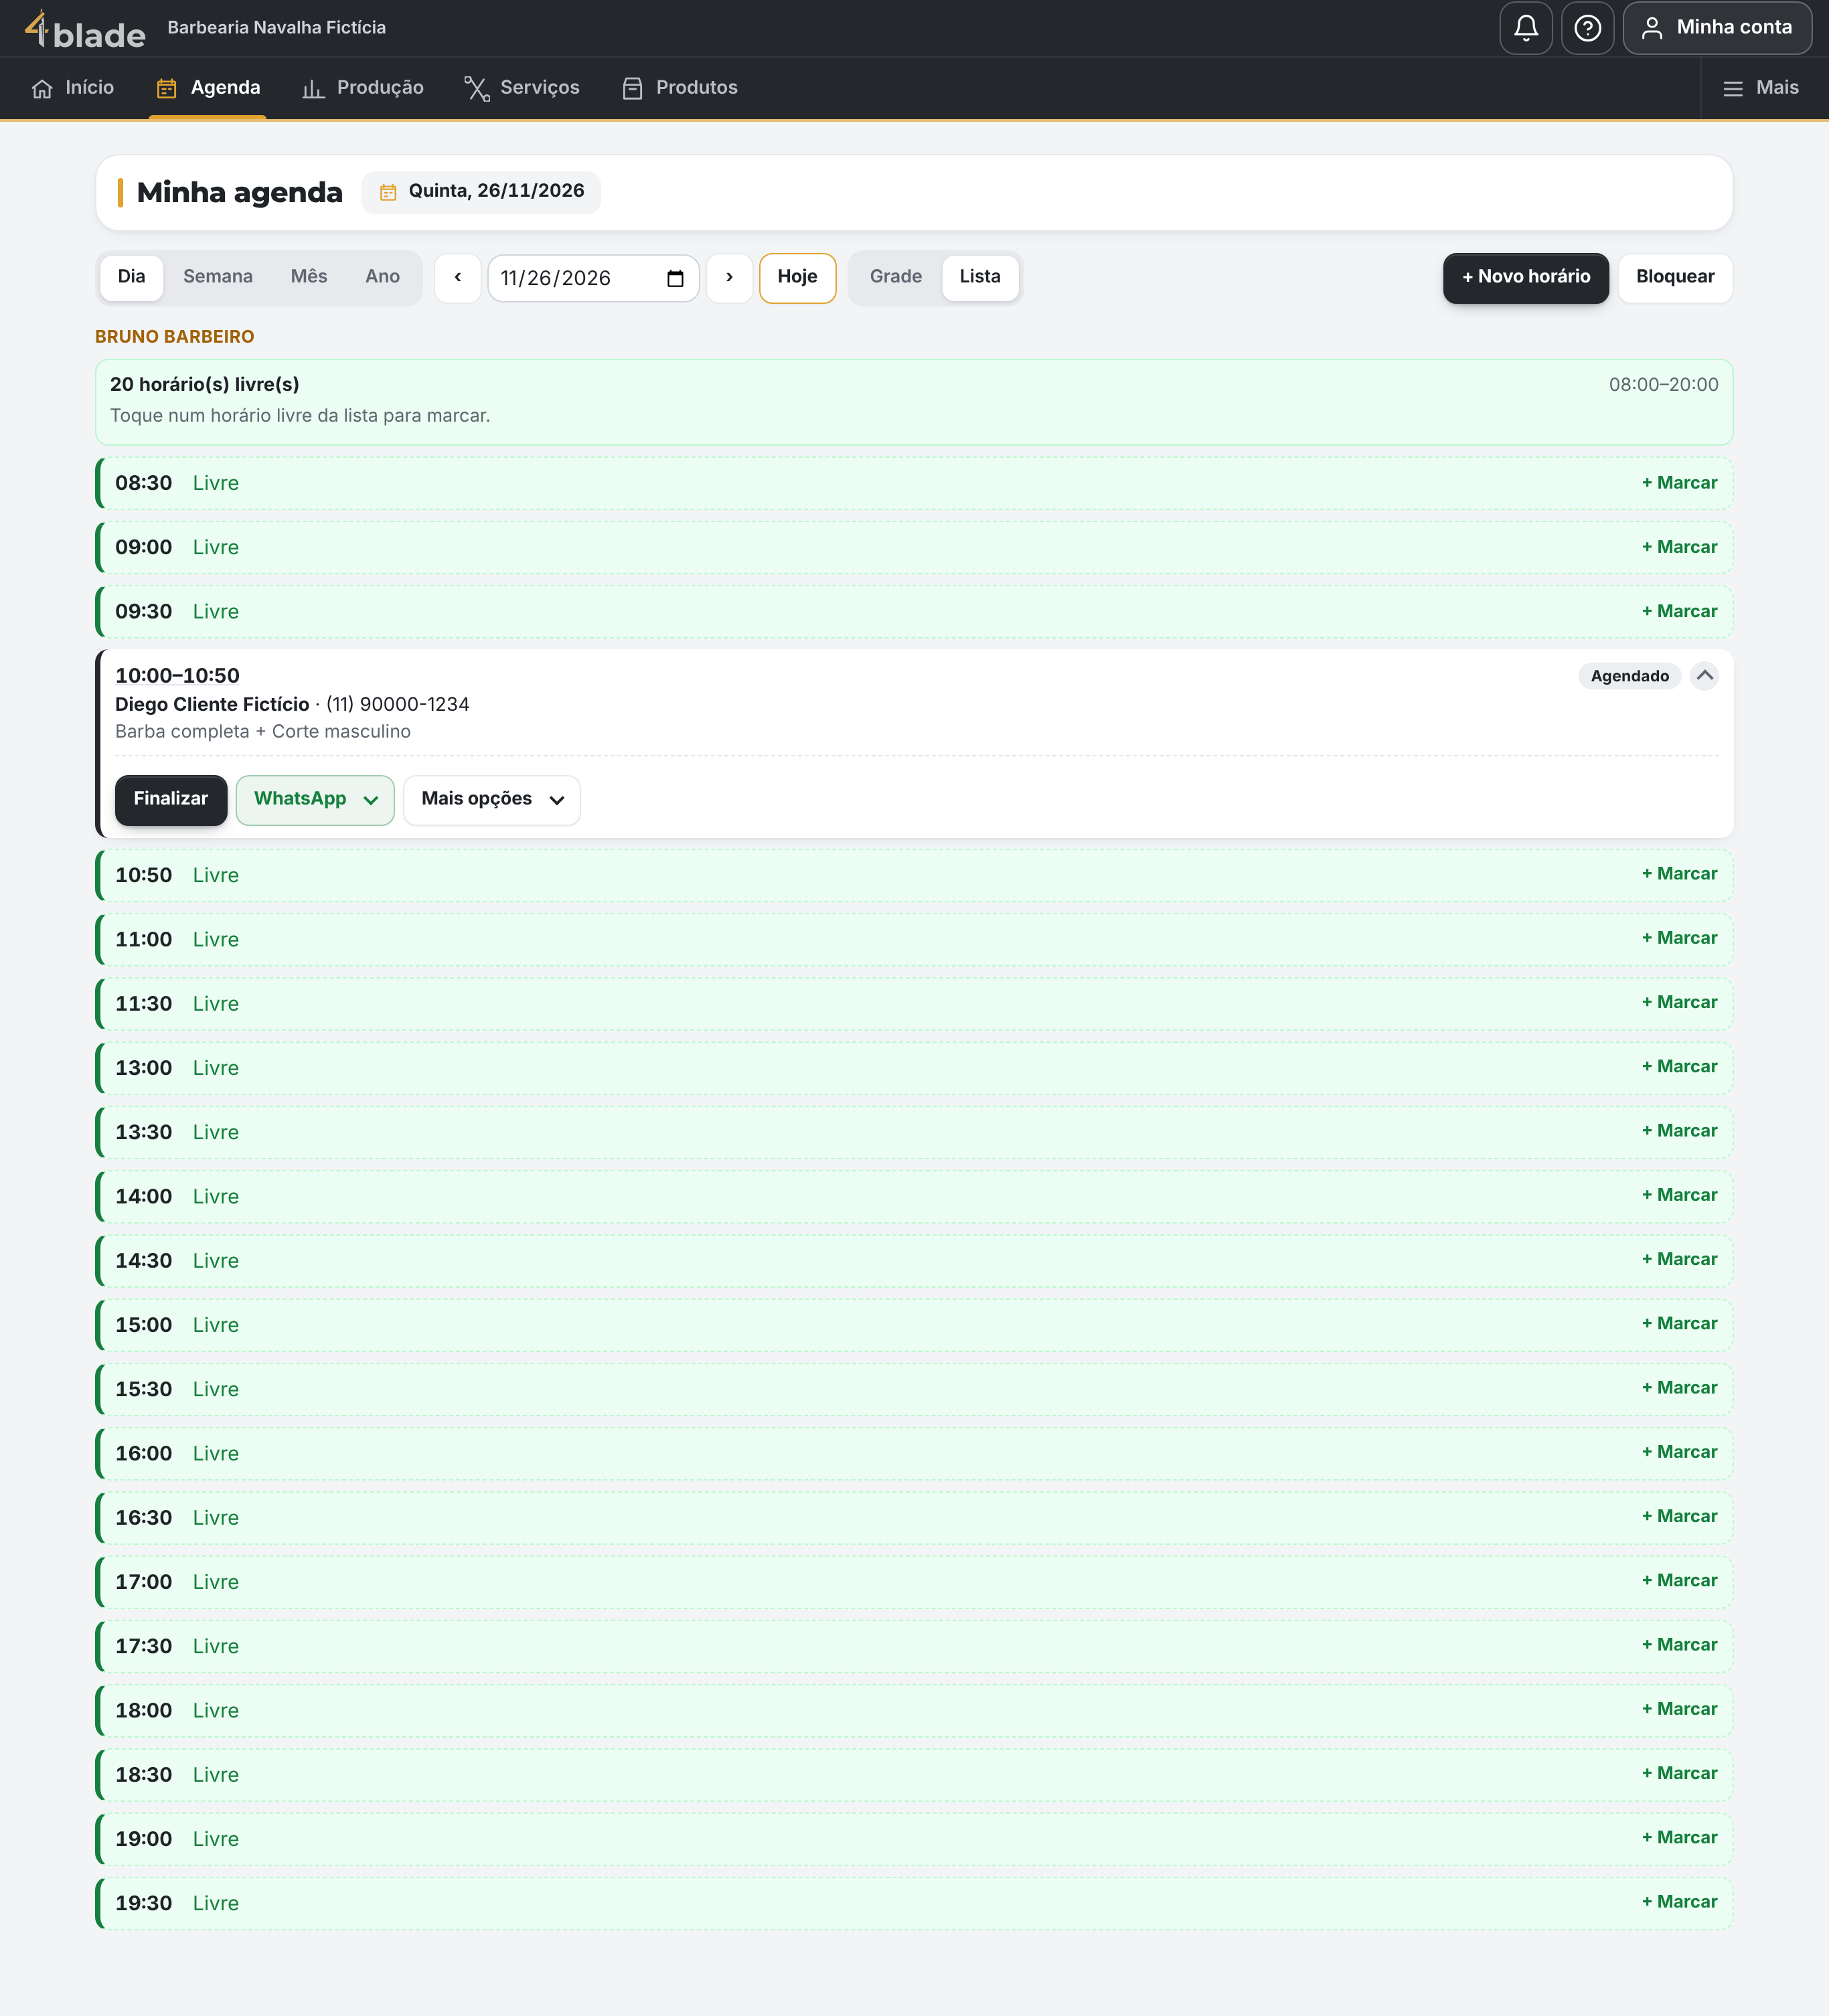 4blade Barbearia Navalha Fictícia Minha conta
Início Agenda Produção Serviços Produtos Mais
Minha agenda Quinta, 26/11/2026
Dia Semana Mês Ano ‹ 11/26/2026 › Hoje Grade Lista + Novo horário Bloquear
BRUNO BARBEIRO
20 horário(s) livre(s) 08:00–20:00
Toque num horário livre da lista para marcar.
08:30 Livre + Marcar
09:00 Livre + Marcar
09:30 Livre + Marcar
10:00–10:50 Agendado
Diego Cliente Fictício · (11) 90000-1234
Barba completa + Corte masculino
Finalizar WhatsApp Mais opções
10:50 Livre + Marcar
11:00 Livre + Marcar
11:30 Livre + Marcar
13:00 Livre + Marcar
13:30 Livre + Marcar
14:00 Livre + Marcar
14:30 Livre + Marcar
15:00 Livre + Marcar
15:30 Livre + Marcar
16:00 Livre + Marcar
16:30 Livre + Marcar
17:00 Livre + Marcar
17:30 Livre + Marcar
18:00 Livre + Marcar
18:30 Livre + Marcar
19:00 Livre + Marcar
19:30 Livre + Marcar